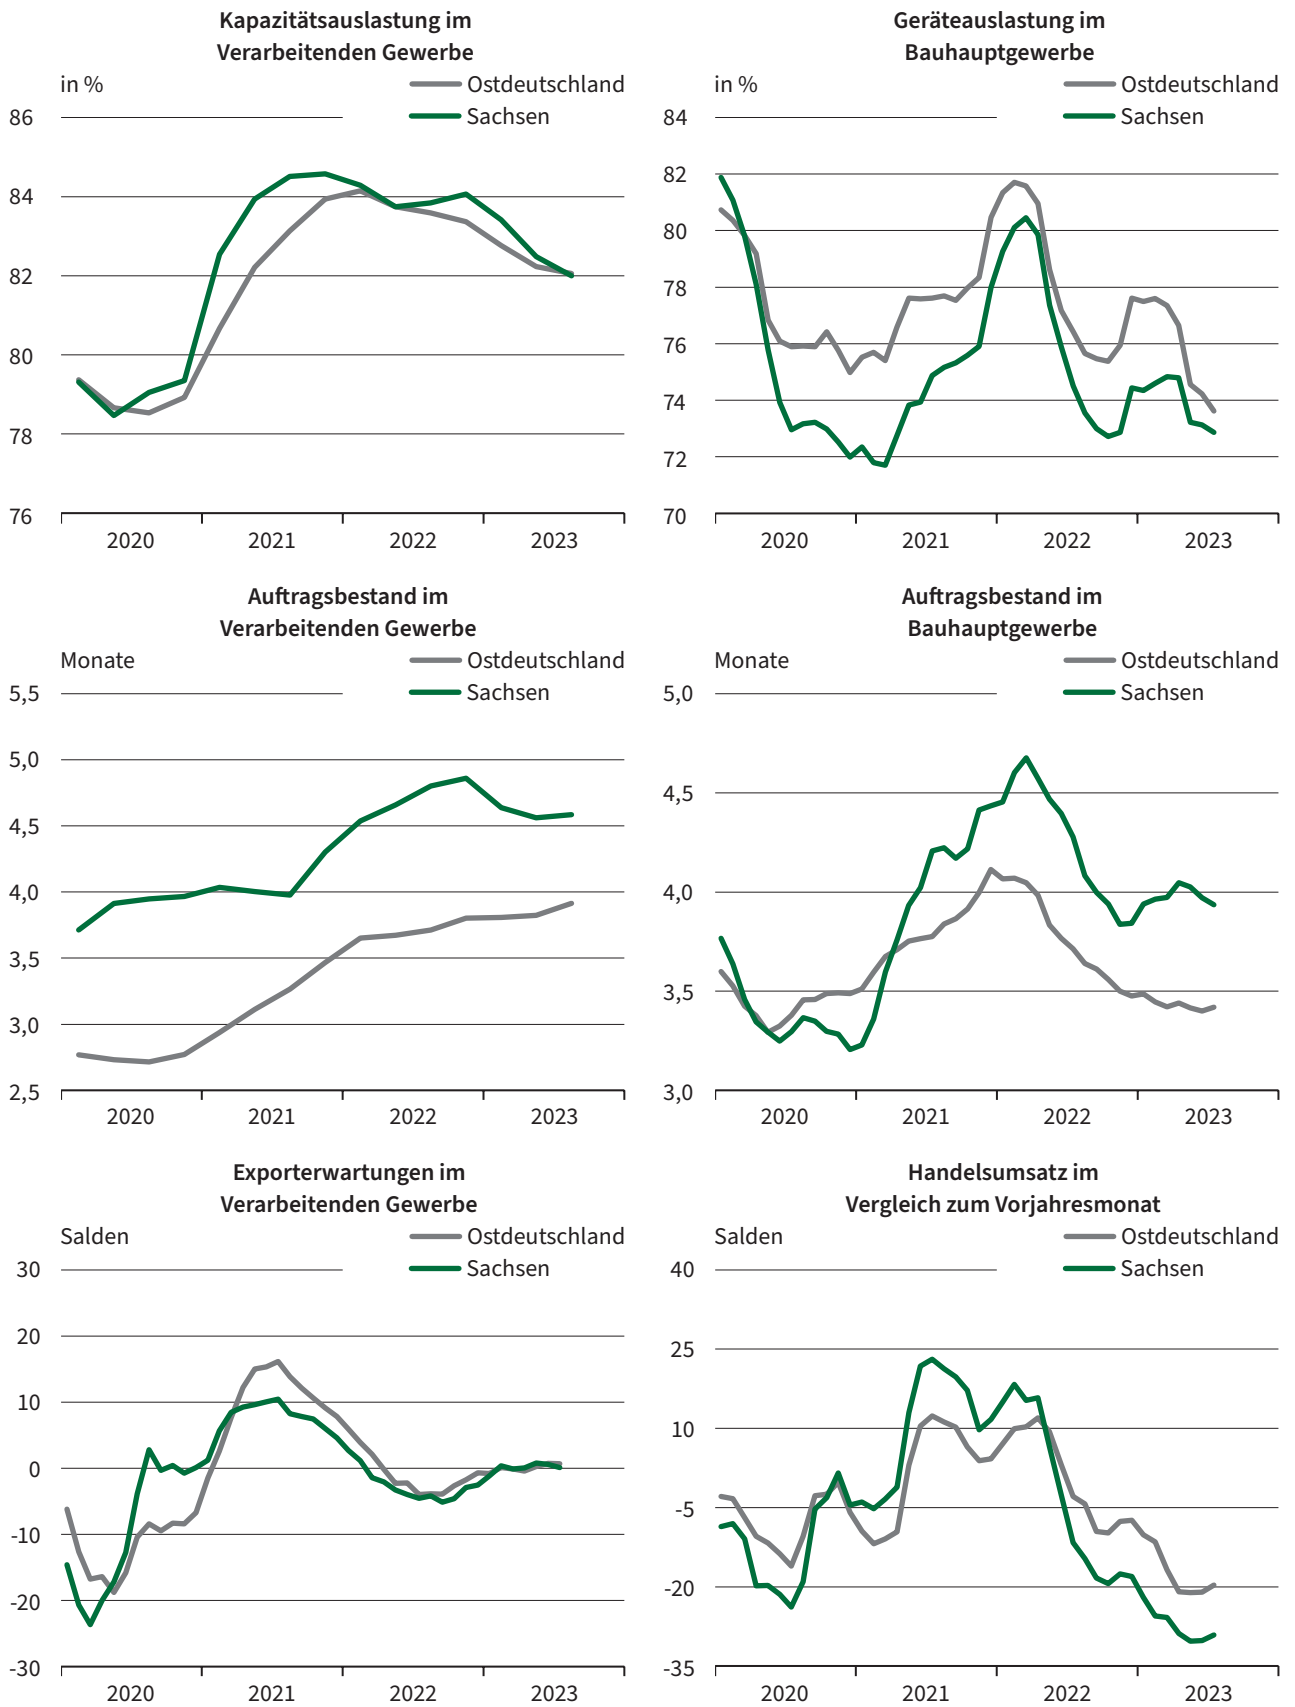 Kapazitätsauslastung im
Verarbeitenden Gewerbe
in %
Ostdeutschland
Sachsen
86
84
82
80
78
76
2020
2021
2022
2023
Geräteauslastung im
Bauhauptgewerbe
in %
Ostdeutschland
Sachsen
84
82
80
78
76
74
72
70
2020
2021
2022
2023
Auftragsbestand im
Verarbeitenden Gewerbe
Monate
Ostdeutschland
Sachsen
5,5
5,0
4,5
4,0
3,5
3,0
2,5
2020
2021
2022
2023
Auftragsbestand im
Bauhauptgewerbe
Monate
Ostdeutschland
Sachsen
5,0
4,5
4,0
3,5
3,0
2020
2021
2022
2023
Exporterwartungen im
Verarbeitenden Gewerbe
Salden
Ostdeutschland
Sachsen
30
20
10
0
-10
-20
-30
2020
2021
2022
2023
Handelsumsatz im
Vergleich zum Vorjahresmonat
Salden
Ostdeutschland
Sachsen
40
25
10
-5
-20
-35
2020
2021
2022
2023